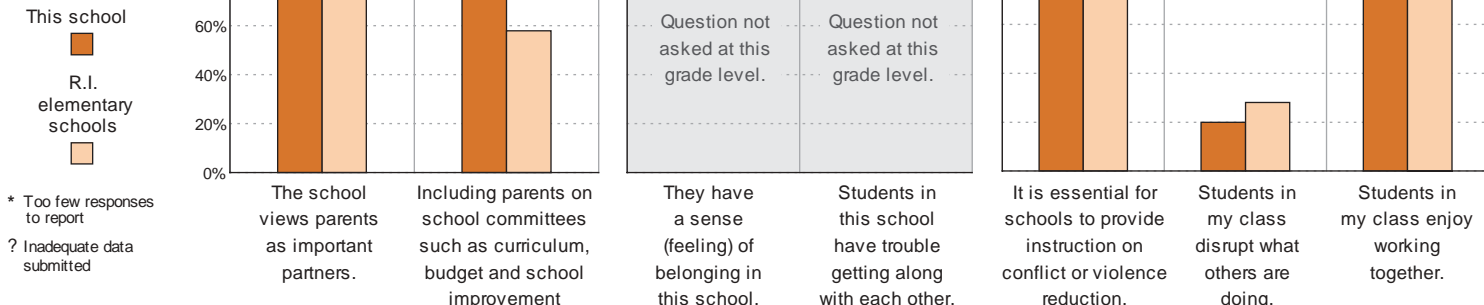 This school
R.I.
elementary
schools
* Too few responses
to report
? Inadequate data
submitted
60%
40%
20%
0%
The school
views parents
as important
partners.
Including parents on
school committees
such as curriculum,
budget and school
improvement
Question not
asked at this
grade level.
Question not
asked at this
grade level.
They have
a sense
(feeling) of
belonging in
this school.
Students in
this school
have trouble
getting along
with each other.
It is essential for
schools to provide
instruction on
conflict or violence
reduction.
Students in
my class
disrupt what
others are
doing.
Students in
my class enjoy
working
together.